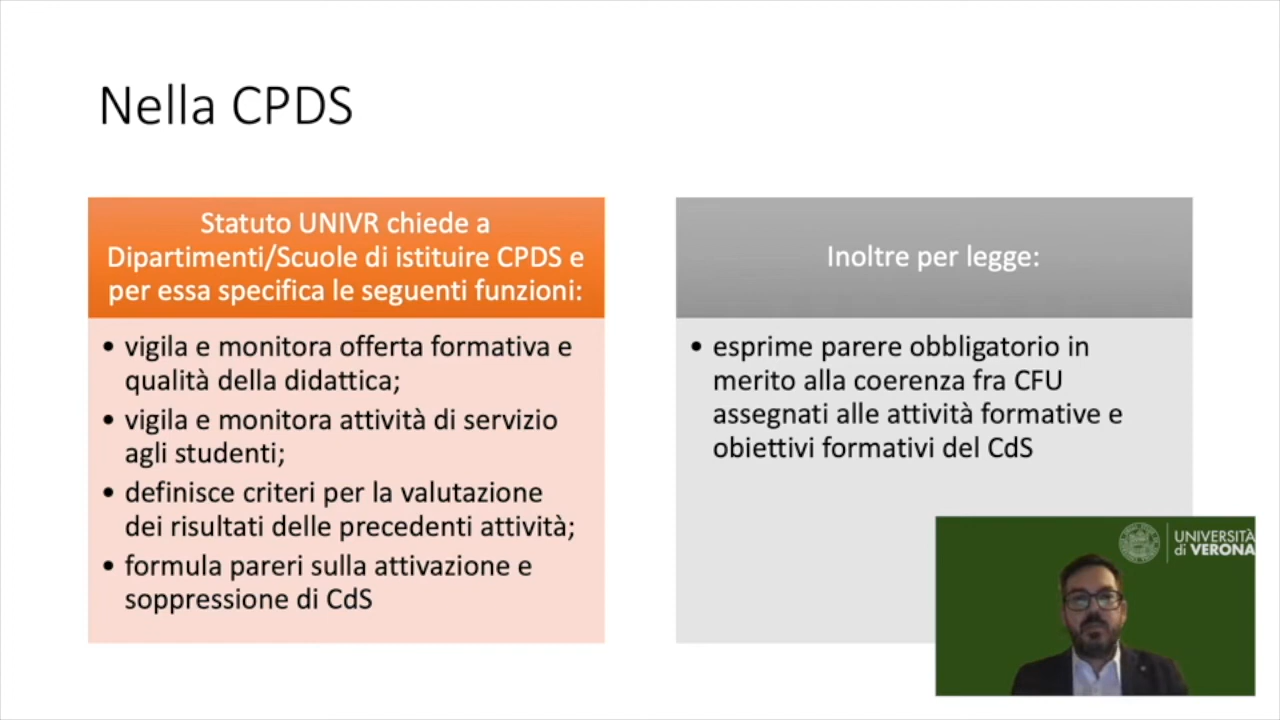 Nella CPDS
Statuto UNIVR chiede a
Dipartimenti/Scuole di istituire CPDS e
per essa specifica le seguenti funzioni:
• vigila e monitora offerta formativa e
qualità della didattica;
• vigila e monitora attività di servizio
agli studenti;
• definisce criteri per la valutazione
dei risultati delle precedenti attività;
• formula pareri sulla attivazione e
soppressione di CdS
Inoltre per legge:
• esprime parere obbligatorio in
merito alla coerenza fra CFU
assegnati alle attività formative e
obiettivi formativi del CdS
UNIVERSITÀ
di VERONA